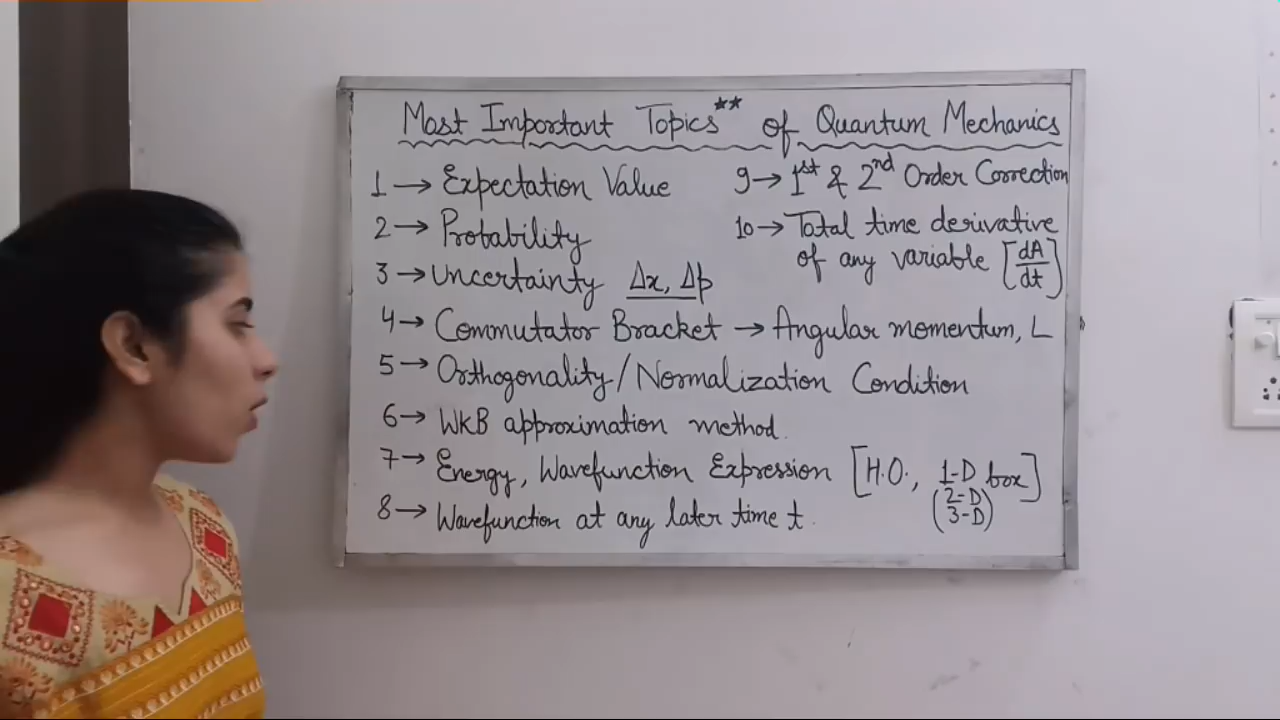 Most Important Topics** of Quantum Mechanics
1 → Expectation Value
2 → Probability
3 → Uncertainty Δx, Δp
4 → Commutator Bracket → Angular momentum, L
5 → Orthogonality/Normalization Condition
6 → WKB approximation method.
7 → Energy, Wavefunction Expression [H.O., 1-D box]
(2-D
3-D)
8 → Wavefunction at any later time t.
9 → 1st & 2nd Order Correction
10 → Total time derivative
of any variable [dA/dt]